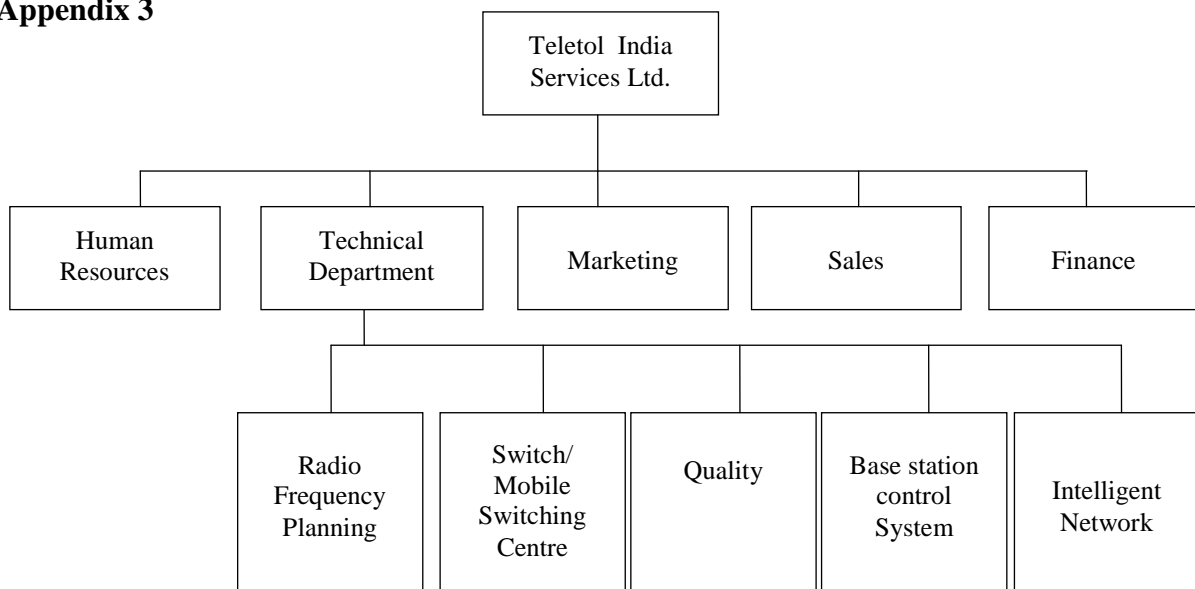 Appendix 3
Teletol India
Services Ltd.
Human
Resources
Technical
Department
Marketing
Sales
Finance
Radio
Frequency
Planning
Switch/
Mobile
Switching
Centre
Quality
Base station
control
System
Intelligent
Network